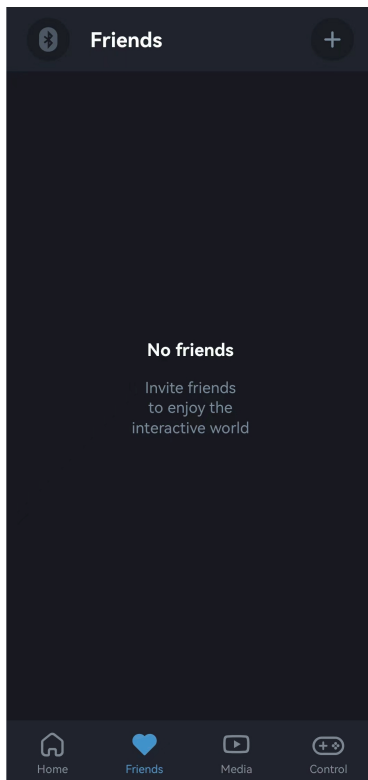 Friends
No friends
Invite friends
to enjoy the
interactive world
Home
Friends
Media
Control